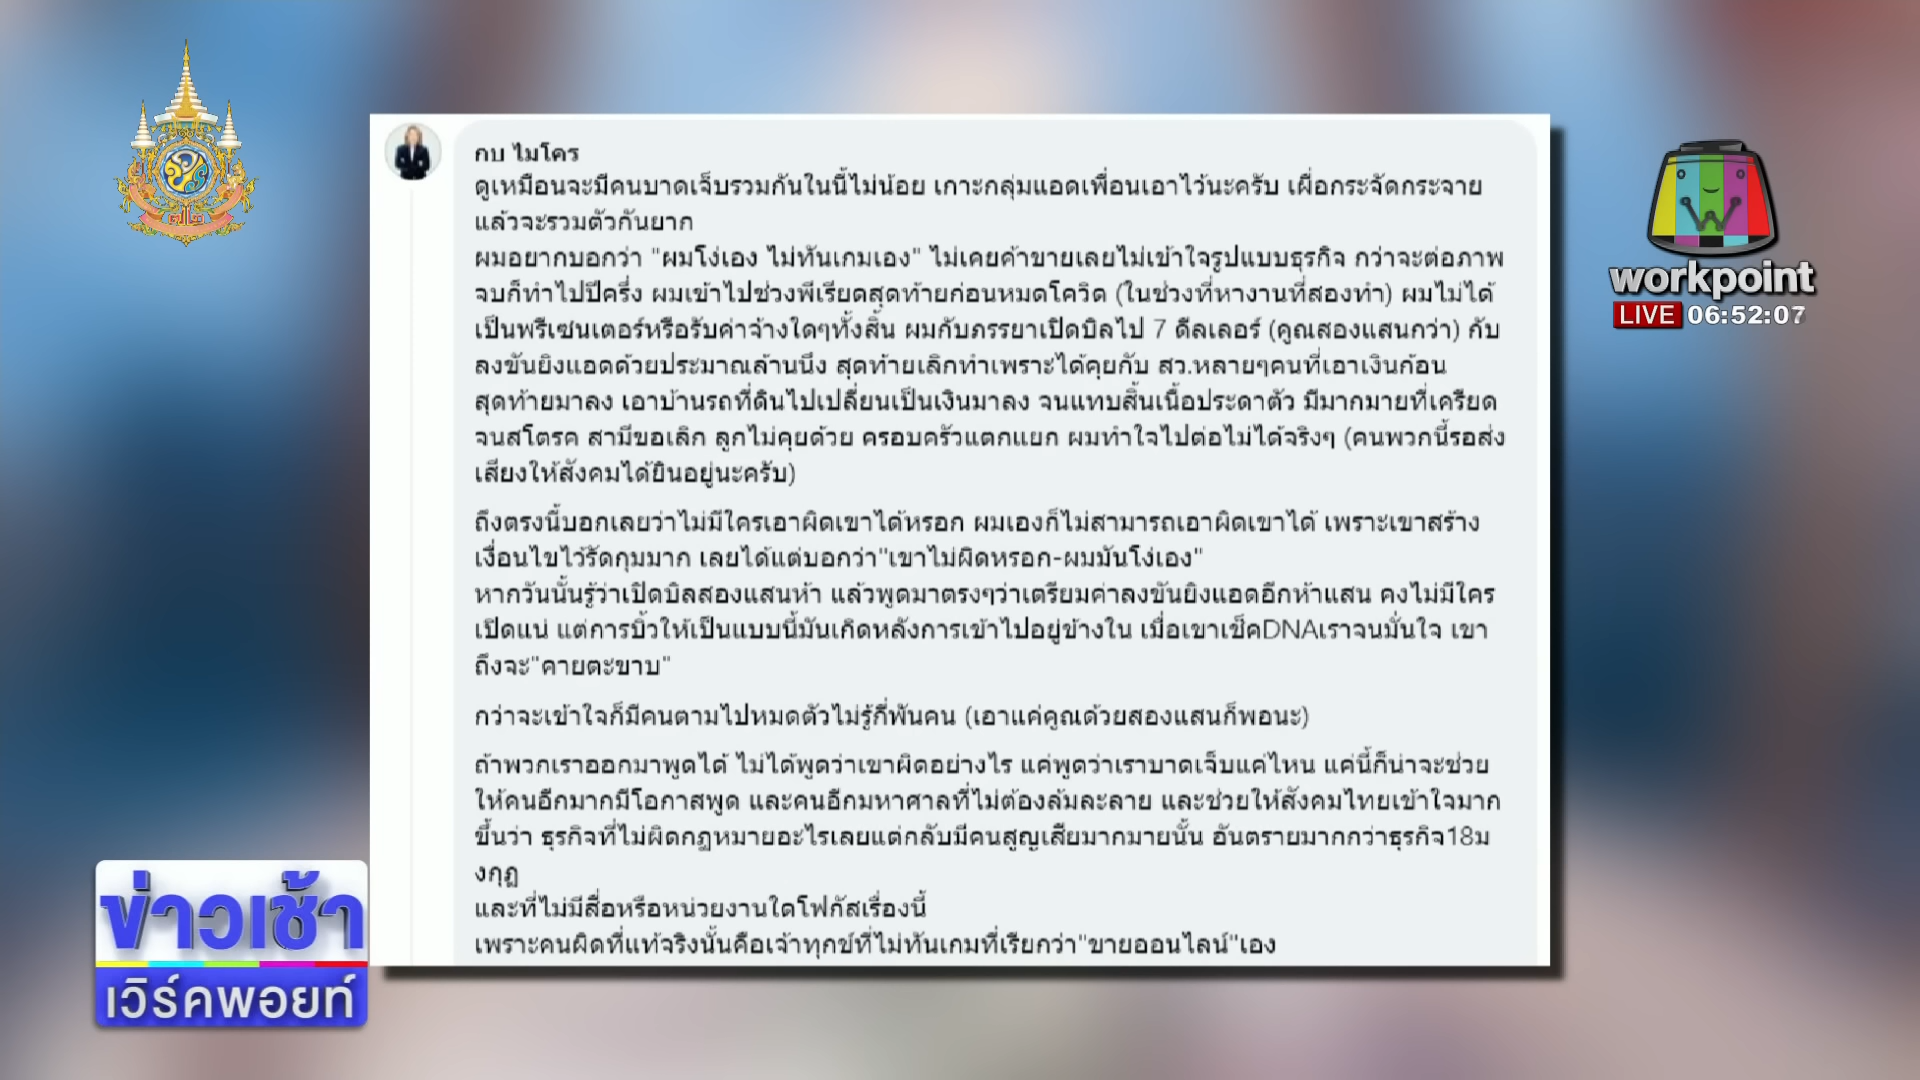 กบ ไมโคร
ดูเหมือนจะมีคนบาดเจ็บรวมกันในนี้ไม่น้อย เกาะกลุ่มแอดเพื่อนเอาไว้นะครับ เผื่อกระจัดกระจาย
แล้วจะรวมตัวกันยาก
ผมอยากบอกว่า "ผมโง่เอง ไม่ทันเกมเอง" ไม่เคยค้าขายเลยไม่เข้าใจรูปแบบธุรกิจ กว่าจะต่อภาพ
จบก็ทำไปปีครึ่ง ผมเข้าไปช่วงพีเรียดสุดท้ายก่อนหมดโควิด (ในช่วงที่หางานที่สองทำ) ผมไม่ได้
เป็นพรีเซ่นเตอร์หรือรับค่าจ้างใดๆทั้งสิ้น ผมกับภรรยาเปิดบิลไป 7 ดีลเลอร์ (คูณสองแสนกว่า) กับ
ลงขันยิงแอดด้วยประมาณล้านนึง สุดท้ายเลิกทำเพราะได้คุยกับ สว.หลายๆคนที่เอาเงินก้อน
สุดท้ายมาลง เอาบ้านรถที่ดินไปเปลี่ยนเป็นเงินมาลง จนแทบสิ้นเนื้อประดาตัว มีมากมายที่เครียด
จนสโตรค สามีขอเลิก ลูกไม่คุยด้วย ครอบครัวแตกแยก ผมทำใจไปต่อไม่ได้จริงๆ (คนพวกนี้รอส่ง
เสียงให้สังคมได้ยินอยู่นะครับ)
ถึงตรงนี้บอกเลยว่าไม่มีใครเอาผิดเขาได้หรอก ผมเองก็ไม่สามารถเอาผิดเขาได้ เพราะเขาสร้าง
เงื่อนไขไว้รัดกุมมาก เลยได้แต่บอกว่า"เขาไม่ผิดหรอก-ผมมันโง่เอง"
หากวันนั้นรู้ว่าเปิดบิลสองแสนห้า แล้วพูดมาตรงๆว่าเตรียมค่าลงขันยิงแอดอีกห้าแสน คงไม่มีใคร
เปิดแน่ แต่การบิ้วให้เป็นแบบนี้มันเกิดหลังการเข้าไปอยู่ข้างใน เมื่อเขาเช็คDNAเราจนมั่นใจ เขา
ถึงจะ"คายตะขาบ"
กว่าจะเข้าใจก็มีคนตามไปหมดตัวไม่รู้กี่พันคน (เอาแค่คูณด้วยสองแสนก็พอนะ)
ถ้าพวกเราออกมาพูดได้ ไม่ได้พูดว่าเขาผิดอย่างไร แค่พูดว่าเราบาดเจ็บแค่ไหน แค่นี้ก็น่าจะช่วย
ให้คนอีกมากมีโอกาสพูด และคนอีกมหาศาลที่ไม่ต้องล้มละลาย และช่วยให้สังคมไทยเข้าใจมาก
ขึ้นว่า ธุรกิจที่ไม่ผิดกฎหมายอะไรเลยแต่กลับมีคนสูญเสียมากมายนั้น อันตรายมากกว่าธุรกิจ18ม
งกุฎ
และที่ไม่มีสื่อหรือหน่วยงานใดโฟกัสเรื่องนี้
เพราะคนผิดที่แท้จริงนั้นคือเจ้าทุกข์ที่ไม่ทันเกมที่เรียกว่า"ขายออนไลน์"เอง
workpoint
LIVE 06:52:07
ข่าวเช้า
เวิร์คพอยท์
๗๒